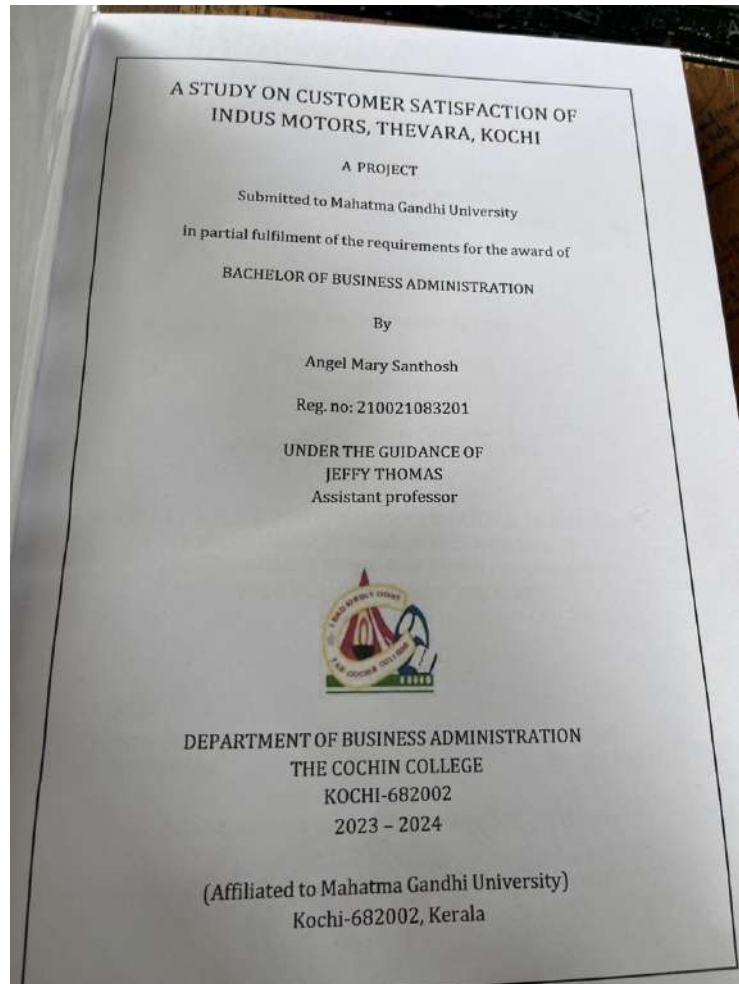 A STUDY ON CUSTOMER SATISFACTION OF
INDUS MOTORS, THEVARA, KOCHI
A PROJECT
Submitted to Mahatma Gandhi University
in partial fulfilment of the requirements for the award of
BACHELOR OF BUSINESS ADMINISTRATION
By
Angel Mary Santhosh
Reg. no: 210021083201
UNDER THE GUIDANCE OF
JEFFY THOMAS
Assistant professor
THE COCHIN COLLEGE
DEPARTMENT OF BUSINESS ADMINISTRATION
THE COCHIN COLLEGE
KOCHI-682002
2023 – 2024
(Affiliated to Mahatma Gandhi University)
Kochi-682002, Kerala